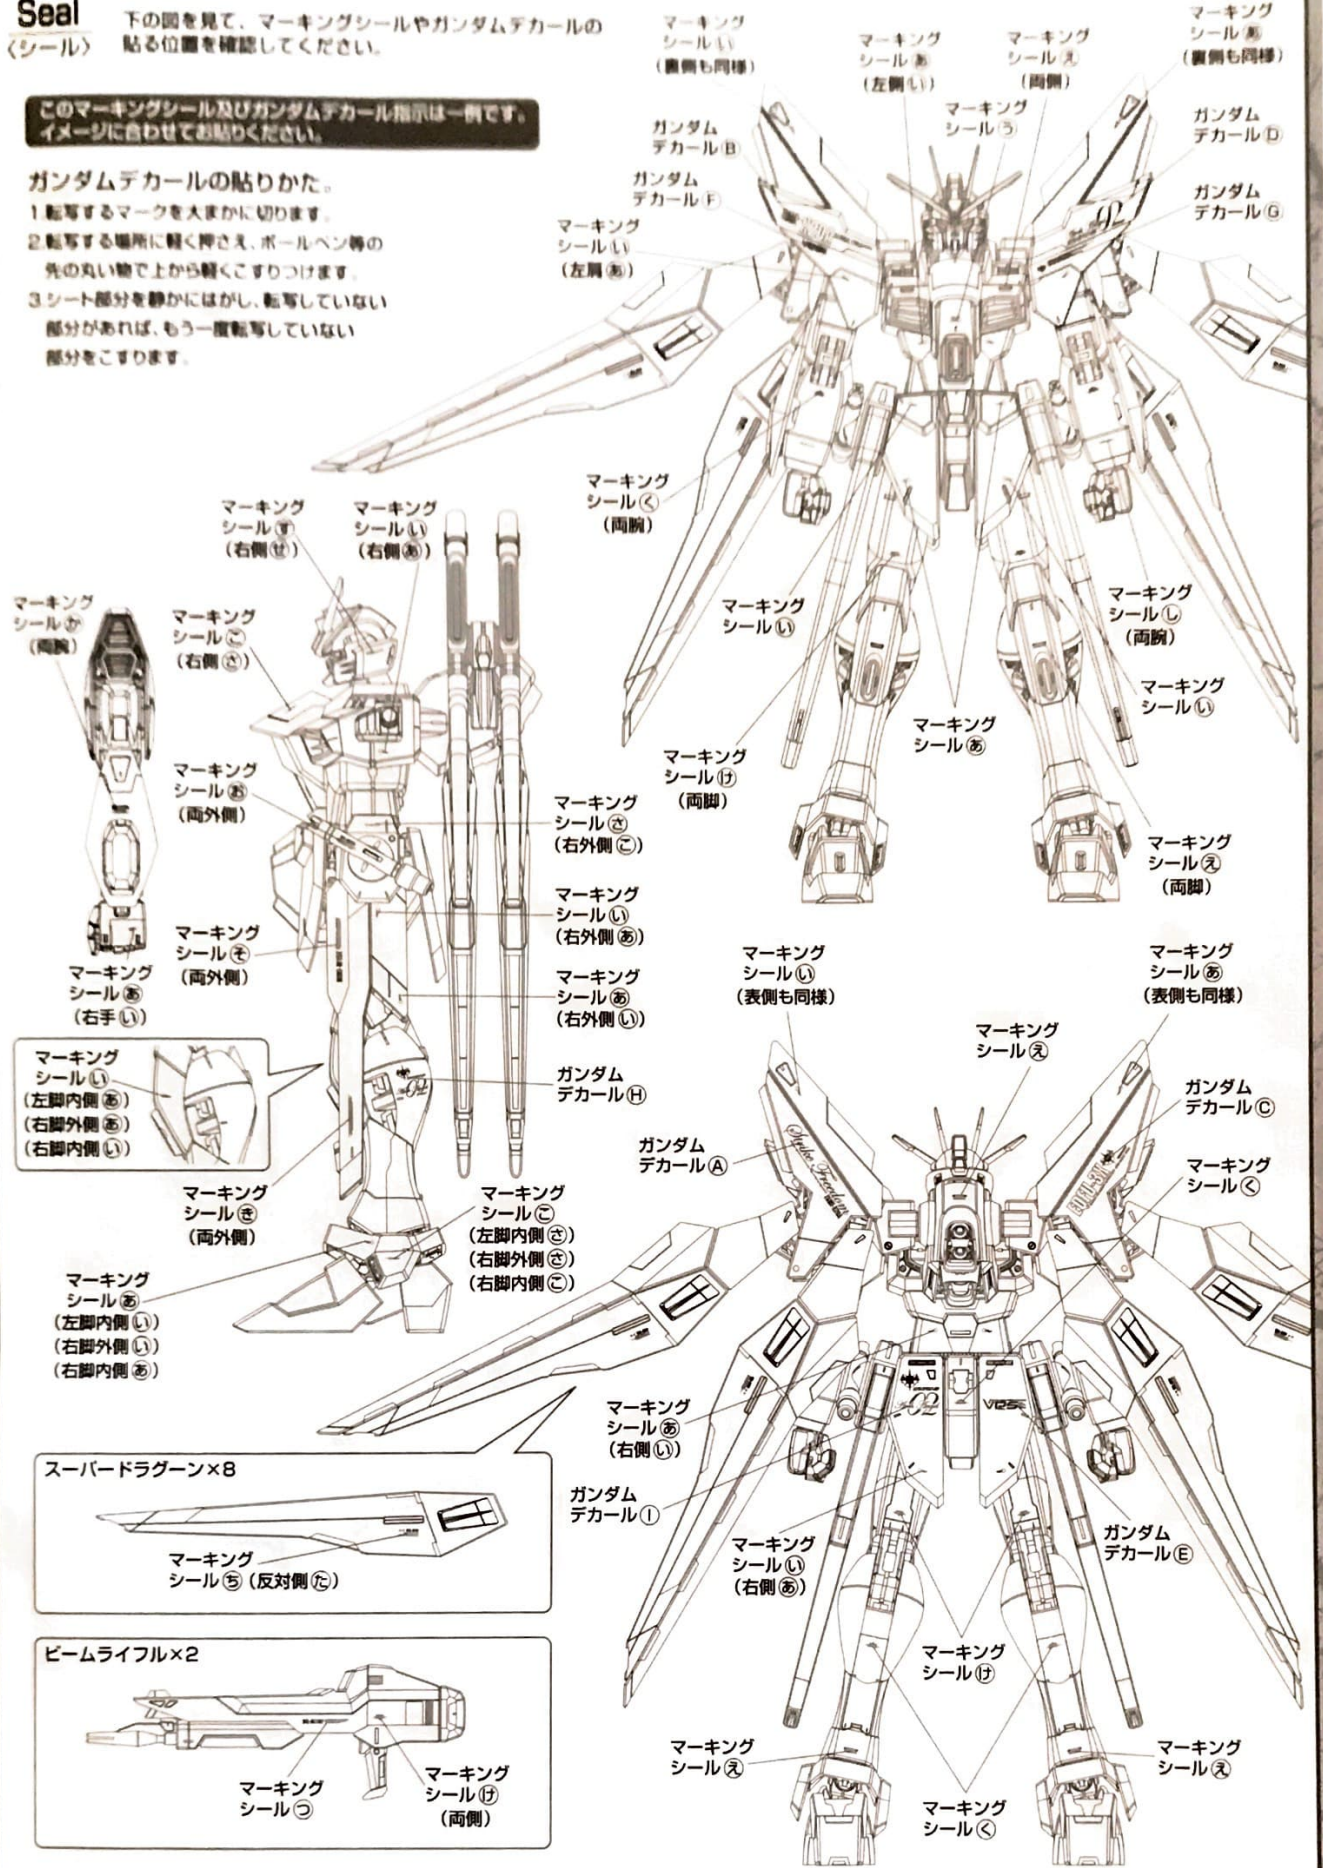 Seal
〈シール〉
下の図を見て、マーキングシールやガンダムデカールの
貼る位置を確認してください。
このマーキングシール及びガンダムデカール指示は一例です。
イメージに合わせてお貼りください。
ガンダムデカールの貼りかた。
1.転写するマークを大まかに切ります。
2.転写する場所に軽く押さえ、ボールペン等の
先の丸い物で上から軽くこすりつけます。
3.シート部分を静かにはがし、転写していない
部分があれば、もう一度転写していない
部分をこすります。
マーキング
シールⓘい
(裏側も同様)
マーキング
シールあ
(左側い)
マーキング
シールえ
(両側)
マーキング
シールあ
(裏側も同様)
マーキング
シールう
ガンダム
デカールⒷ
ガンダム
デカールⒹ
ガンダム
デカールⒻ
ガンダム
デカールⒼ
マーキング
シールい
(左肩あ)
マーキング
シールく
(両腕)
マーキング
シールい
マーキング
シールし
(両腕)
マーキング
シールい
マーキング
シールあ
マーキング
シールけ
(両脚)
マーキング
シールえ
(両脚)
マーキング
シールす
(右側せ)
マーキング
シールい
(右側あ)
マーキング
シールか
(両腕)
マーキング
シールこ
(右側さ)
マーキング
シールお
(両外側)
マーキング
シールさ
(右外側こ)
マーキング
シールい
(右外側あ)
マーキング
シールそ
(両外側)
マーキング
シールあ
(右手い)
マーキング
シールあ
(右外側い)
マーキング
シールい
(左脚内側あ)
(右脚外側あ)
(右脚内側い)
ガンダム
デカールⒽ
マーキング
シールき
(両外側)
マーキング
シールこ
(左脚内側さ)
(右脚外側さ)
(右脚内側こ)
マーキング
シールあ
(左脚内側い)
(右脚外側い)
(右脚内側あ)
マーキング
シールい
(表側も同様)
マーキング
シールあ
(表側も同様)
マーキング
シールえ
ガンダム
デカールⒸ
ガンダム
デカールⒶ
マーキング
シールく
Strike Freedom
02
マーキング
シールあ
(右側い)
ガンダム
デカールⒾ
マーキング
シールい
(右側あ)
ガンダム
デカールⒺ
マーキング
シールけ
マーキング
シールえ
マーキング
シールえ
マーキング
シールく
スーパードラグーン×8
マーキング
シールち(反対側た)
ビームライフル×2
マーキング
シールつ
マーキング
シールけ
(両側)